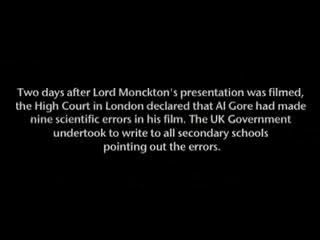 Two days after Lord Monckton's presentation was filmed,
the High Court in London declared that Al Gore had made
nine scientific errors in his film. The UK Government
undertook to write to all secondary schools
pointing out the errors.